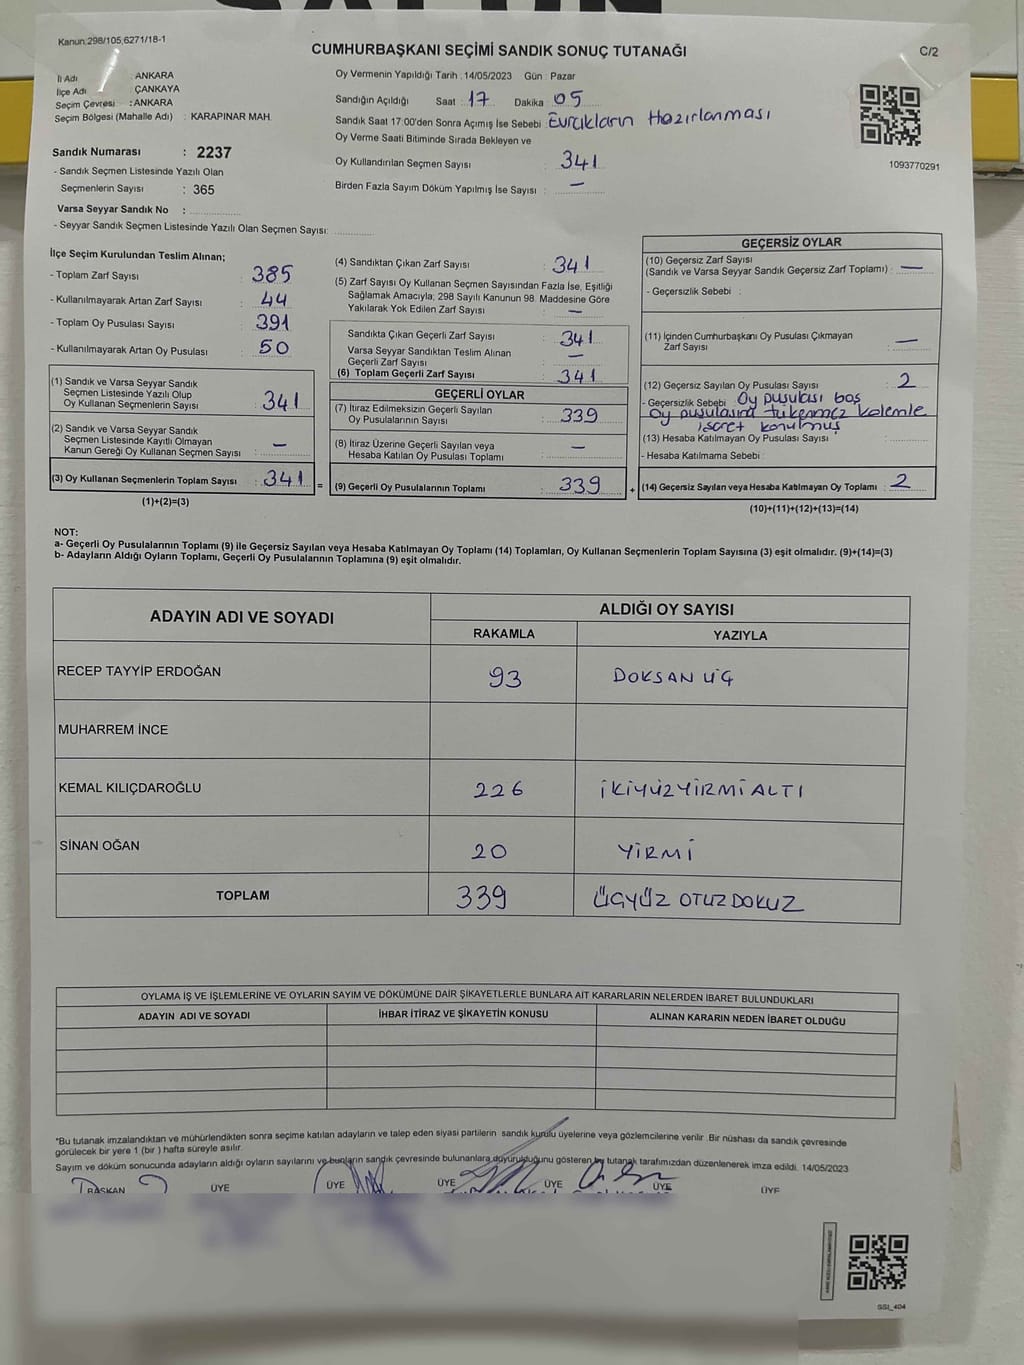 Kanun:298/105,6271/18-1
CUMHURBAŞKANI SEÇİMİ SANDIK SONUÇ TUTANAĞI
C/2
İl Adı : ANKARA
İlçe Adı : ÇANKAYA
Seçim Çevresi : ANKARA
Seçim Bölgesi (Mahalle Adı) : KARAPINAR MAH.
Sandık Numarası : 2237
- Sandık Seçmen Listesinde Yazılı Olan
Seçmenlerin Sayısı : 365
Varsa Seyyar Sandık No :
- Seyyar Sandık Seçmen Listesinde Yazılı Olan Seçmen Sayısı:
Oy Vermenin Yapıldığı Tarih : 14/05/2023 Gün : Pazar
Sandığın Açıldığı Saat : 17 Dakika : 05
Sandık Saat 17:00'den Sonra Açımış İse Sebebi : Evrakların Hazırlanması
Oy Verme Saati Bitiminde Sırada Bekleyen ve
Oy Kullandırılan Seçmen Sayısı : 341
Birden Fazla Sayım Döküm Yapılmış İse Sayısı : —
1093770291
İlçe Seçim Kurulundan Teslim Alınan;
- Toplam Zarf Sayısı : 385
- Kullanılmayarak Artan Zarf Sayısı : 44
- Toplam Oy Pusulası Sayısı : 391
- Kullanılmayarak Artan Oy Pusulası : 50
(1) Sandık ve Varsa Seyyar Sandık
Seçmen Listesinde Yazılı Olup
Oy Kullanan Seçmenlerin Sayısı : 341
(2) Sandık ve Varsa Seyyar Sandık
Seçmen Listesinde Kayıtlı Olmayan
Kanun Gereği Oy Kullanan Seçmen Sayısı : —
(3) Oy Kullanan Seçmenlerin Toplam Sayısı : 341
(1)+(2)=(3)
(4) Sandıktan Çıkan Zarf Sayısı : 341
(5) Zarf Sayısı Oy Kullanan Seçmen Sayısından Fazla İse, Eşitliği
Sağlamak Amacıyla, 298 Sayılı Kanunun 98. Maddesine Göre
Yakılarak Yok Edilen Zarf Sayısı : —
Sandıkta Çıkan Geçerli Zarf Sayısı : 341
Varsa Seyyar Sandıktan Teslim Alınan
Geçerli Zarf Sayısı : —
(6) Toplam Geçerli Zarf Sayısı : 341
GEÇERLİ OYLAR
(7) İtiraz Edilmeksizin Geçerli Sayılan
Oy Pusulalarının Sayısı : 339
(8) İtiraz Üzerine Geçerli Sayılan veya
Hesaba Katılan Oy Pusulası Toplamı : —
= (9) Geçerli Oy Pusulalarının Toplamı : 339
GEÇERSİZ OYLAR
(10) Geçersiz Zarf Sayısı
(Sandık ve Varsa Seyyar Sandık Geçersiz Zarf Toplamı) : —
- Geçersizlik Sebebi :
(11) İçinden Cumhurbaşkanı Oy Pusulası Çıkmayan
Zarf Sayısı : —
(12) Geçersiz Sayılan Oy Pusulası Sayısı : 2
- Geçersizlik Sebebi : Oy pusulası boş
Oy pusulasına tükenmez kalemle
işaret konulmuş
(13) Hesaba Katılmayan Oy Pusulası Sayısı :
- Hesaba Katılmama Sebebi :
+ (14) Geçersiz Sayılan veya Hesaba Katılmayan Oy Toplamı : 2
(10)+(11)+(12)+(13)=(14)
NOT:
a- Geçerli Oy Pusulalarının Toplamı (9) ile Geçersiz Sayılan veya Hesaba Katılmayan Oy Toplamı (14) Toplamları, Oy Kullanan Seçmenlerin Toplam Sayısına (3) eşit olmalıdır. (9)+(14)=(3)
b- Adayların Aldığı Oyların Toplamı, Geçerli Oy Pusulalarının Toplamına (9) eşit olmalıdır.
ADAYIN ADI VE SOYADI
ALDIĞI OY SAYISI
RAKAMLA YAZIYLA
RECEP TAYYİP ERDOĞAN 93 DOKSAN ÜÇ
MUHARREM İNCE
KEMAL KILIÇDAROĞLU 226 İKİYÜZYİRMİALTI
SİNAN OĞAN 20 YİRMİ
TOPLAM 339 ÜÇYÜZ OTUZDOKUZ
OYLAMA İŞ VE İŞLEMLERİNE VE OYLARIN SAYIM VE DÖKÜMÜNE DAİR ŞİKAYETLERLE BUNLARA AİT KARARLARIN NELERDEN İBARET BULUNDUKLARI
ADAYIN ADI VE SOYADI İHBAR İTİRAZ VE ŞİKAYETİN KONUSU ALINAN KARARIN NEDEN İBARET OLDUĞU
*Bu tutanak imzalandıktan ve mühürlendikten sonra seçime katılan adayların ve talep eden siyasi partilerin sandık kurulu üyelerine veya gözlemcilerine verilir. Bir nüshası da sandık çevresinde
görülecek bir yere 1 (bir ) hafta süreyle asılır.
Sayım ve döküm sonucunda adayların aldığı oyların sayılarını ve bunların sandık çevresinde bulunanlara duyurulduğunu gösteren bu tutanak tarafımızdan düzenlenerek imza edildi. 14/05/2023
BAŞKAN ÜYE ÜYE ÜYE ÜYE ÜYE ÜYE
SSI_404